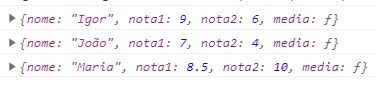 ▶{nome: "Igor", nota1: 9, nota2: 6, media: ƒ}
▶{nome: "João", nota1: 7, nota2: 4, media: ƒ}
▶{nome: "Maria", nota1: 8.5, nota2: 10, media: ƒ}